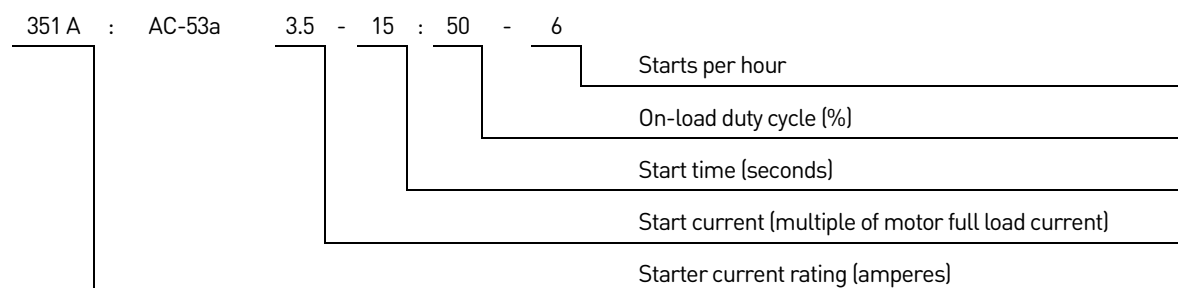 351 A : AC-53a 3.5 - 15 : 50 - 6
Starts per hour
On-load duty cycle (%)
Start time (seconds)
Start current (multiple of motor full load current)
Starter current rating (amperes)